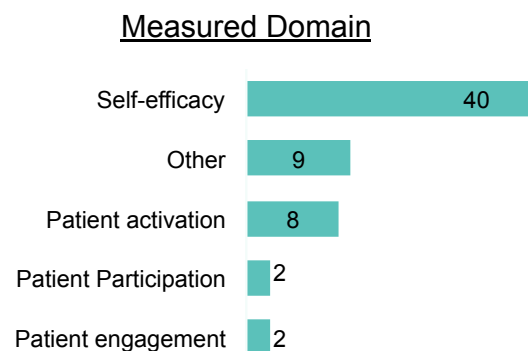 Measured Domain
Self-efficacy 40
Other 9
Patient activation 8
Patient Participation 2
Patient engagement 2